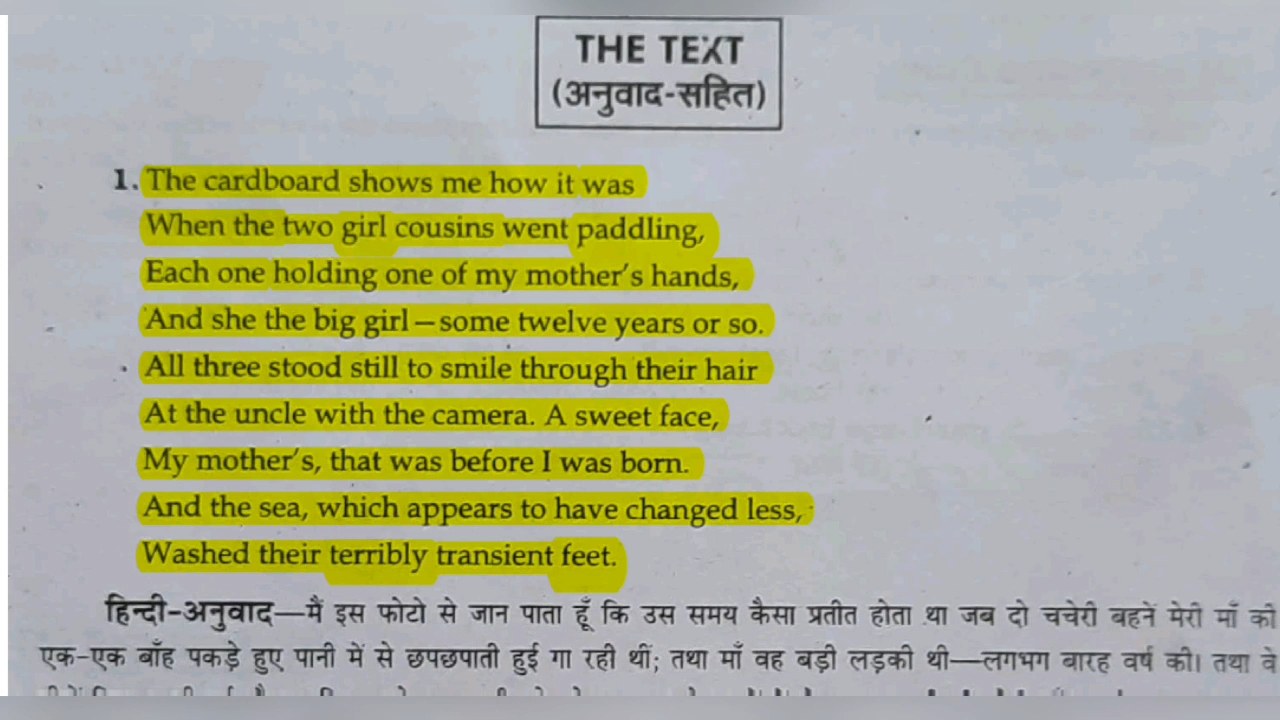 THE TEXT
(अनुवाद-सहित)
1. The cardboard shows me how it was
When the two girl cousins went paddling,
Each one holding one of my mother's hands,
And she the big girl—some twelve years or so.
All three stood still to smile through their hair
At the uncle with the camera. A sweet face,
My mother's, that was before I was born.
And the sea, which appears to have changed less,
Washed their terribly transient feet.
हिन्दी-अनुवाद—मैं इस फोटो से जान पाता हूँ कि उस समय कैसा प्रतीत होता था जब दो चचेरी बहनें मेरी माँ की
एक-एक बाँह पकड़े हुए पानी में से छपछपाती हुई गा रही थीं; तथा माँ वह बड़ी लड़की थी—लगभग बारह वर्ष की। तथा वे